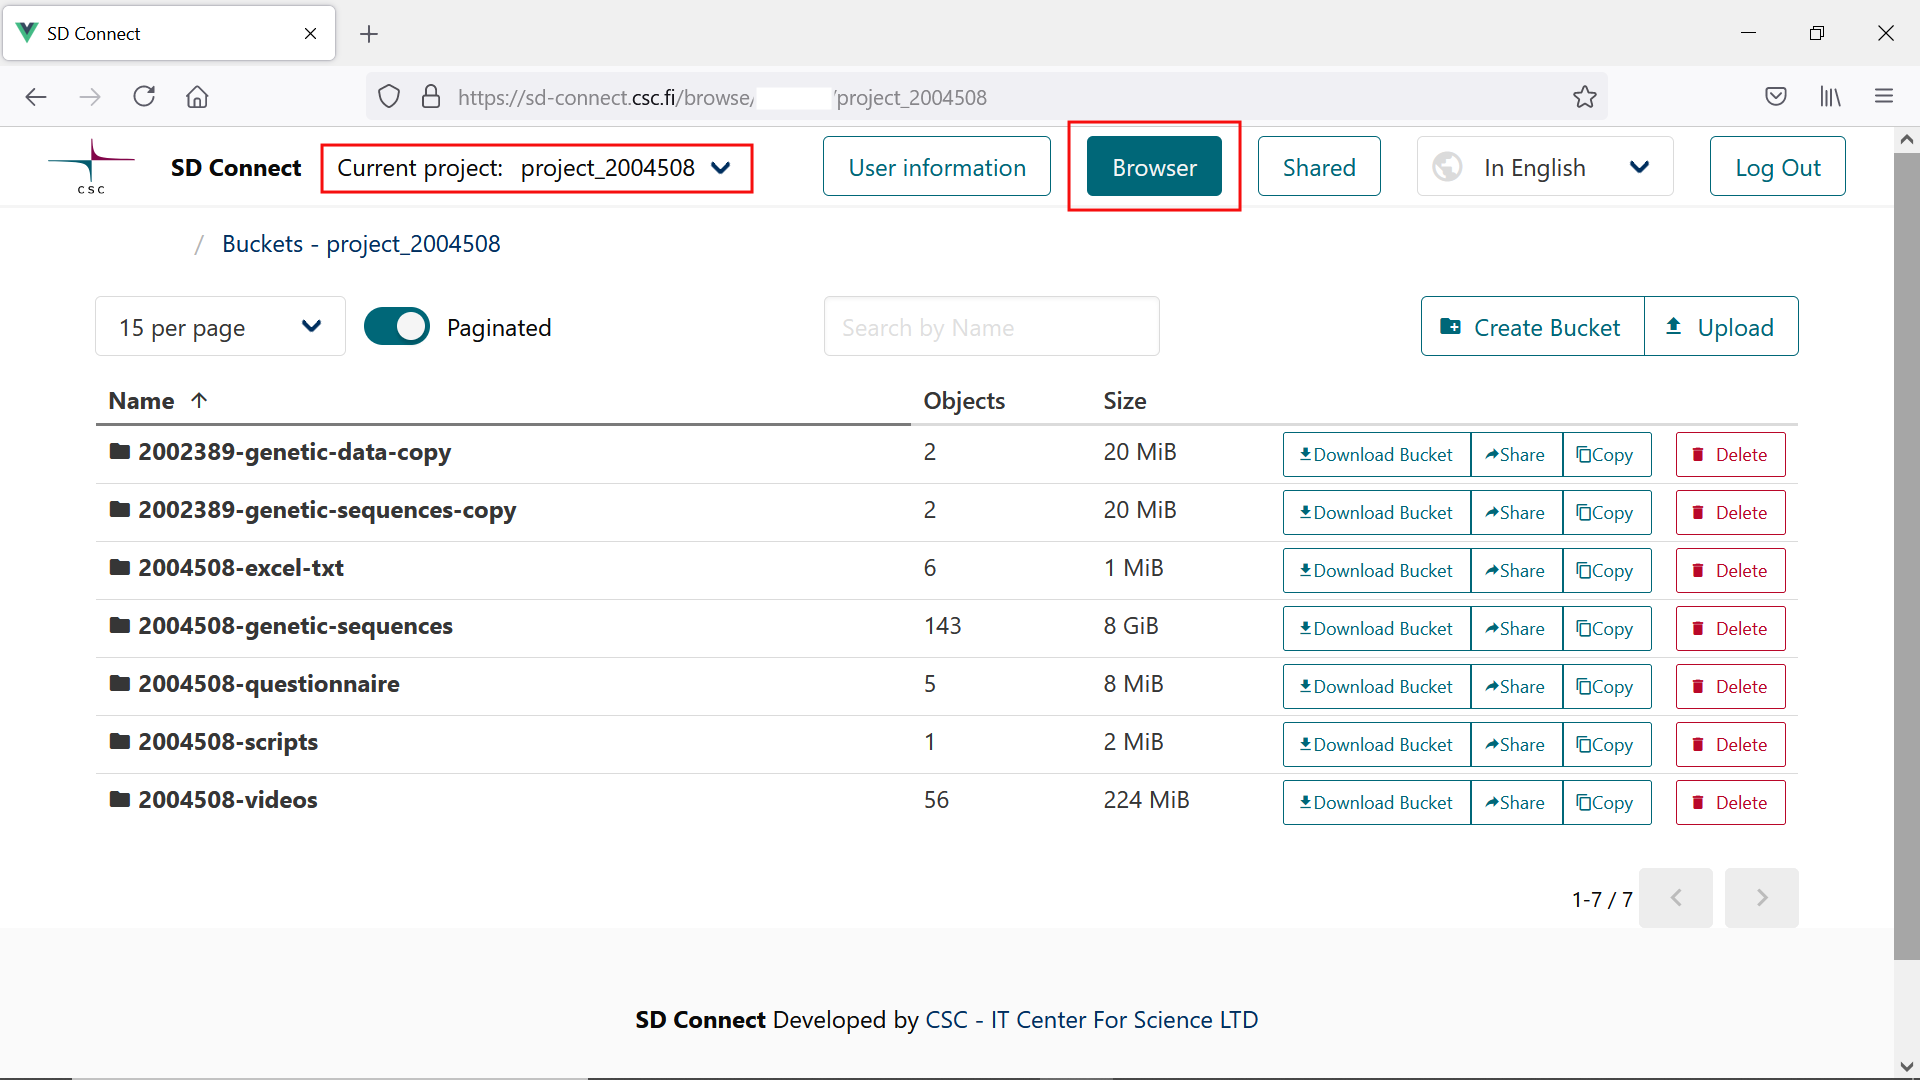 SD Connect
https://sd-connect.csc.fi/browse/ /project_2004508
CSC
SD Connect
Current project: project_2004508
User information
Browser
Shared
In English
Log Out
/ Buckets - project_2004508
15 per page
Paginated
Search by Name
Create Bucket
Upload
Name Objects Size
2002389-genetic-data-copy 2 20 MiB Download Bucket Share Copy Delete
2002389-genetic-sequences-copy 2 20 MiB Download Bucket Share Copy Delete
2004508-excel-txt 6 1 MiB Download Bucket Share Copy Delete
2004508-genetic-sequences 143 8 GiB Download Bucket Share Copy Delete
2004508-questionnaire 5 8 MiB Download Bucket Share Copy Delete
2004508-scripts 1 2 MiB Download Bucket Share Copy Delete
2004508-videos 56 224 MiB Download Bucket Share Copy Delete
1-7 / 7
SD Connect Developed by CSC - IT Center For Science LTD